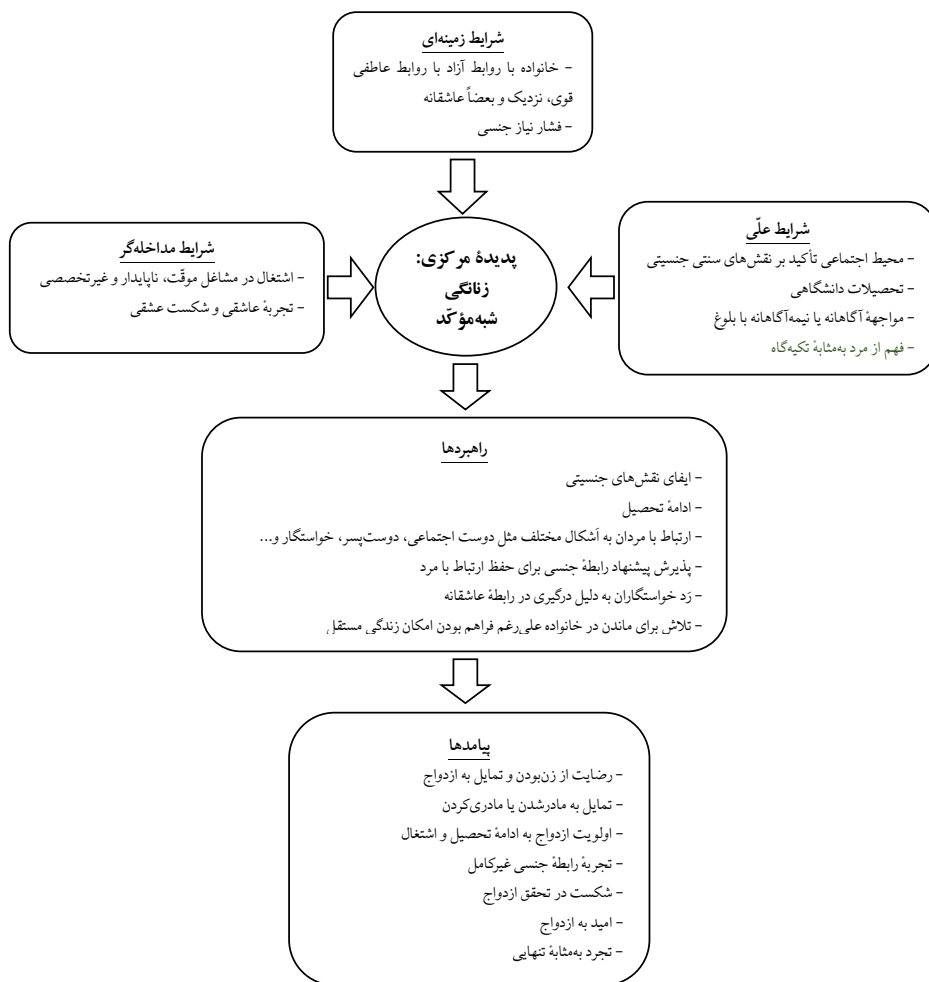 شرایط زمینه‌ای
- خانواده با روابط آزاد با روابط عاطفی
قوی، نزدیک و بعضاً عاشقانه
- فشار نیاز جنسی
شرایط علّی
- محیط اجتماعی تأکید بر نقش‌های سنتی جنسیتی
- تحصیلات دانشگاهی
- مواجههٔ آگاهانه یا نیمه‌آگاهانه با بلوغ
- فهم از مرد به‌مثابهٔ تکیه‌گاه
پدیدهٔ مرکزی:
زنانگی
شبه‌مؤکّد
شرایط مداخله‌گر
- اشتغال در مشاغل موقّت، ناپایدار و غیرتخصصی
- تجربهٔ عاشقی و شکست عشقی
راهبردها
- ایفای نقش‌های جنسیتی
- ادامهٔ تحصیل
- ارتباط با مردان به اَشکال مختلف مثل دوست اجتماعی، دوست‌پسر، خواستگار و...
- پذیرش پیشنهاد رابطهٔ جنسی برای حفظ ارتباط با مرد
- رَد خواستگاران به دلیل درگیری در رابطهٔ عاشقانه
- تلاش برای ماندن در خانواده علی‌رغم فراهم بودن امکان زندگی مستقل
پیامدها
- رضایت از زن‌بودن و تمایل به ازدواج
- تمایل به مادرشدن یا مادری‌کردن
- اولویت ازدواج به ادامهٔ تحصیل و اشتغال
- تجربهٔ رابطهٔ جنسی غیرکامل
- شکست در تحقق ازدواج
- امید به ازدواج
- تجرد به‌مثابهٔ تنهایی